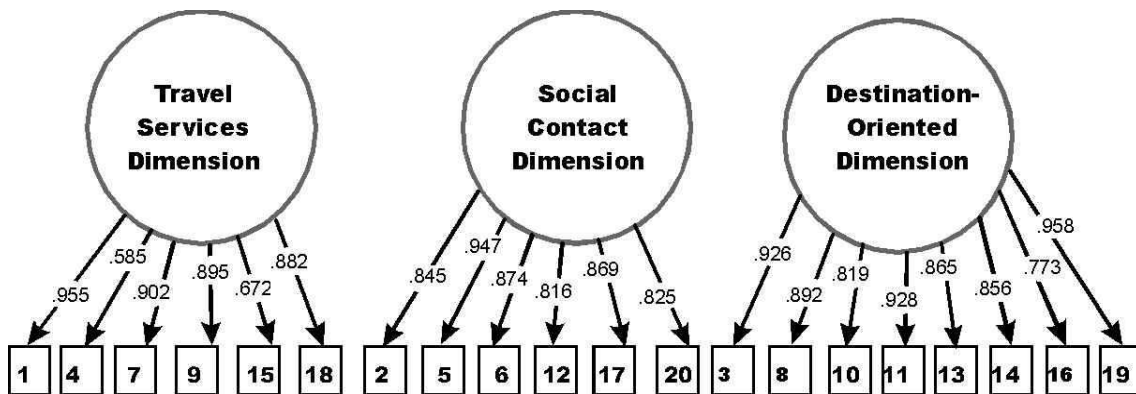 Travel
Services
Dimension
Social
Contact
Dimension
Destination-
Oriented
Dimension
.955
.585
.902
.895
.672
.882
.845
.947
.874
.816
.869
.825
.926
.892
.819
.928
.865
.856
.773
.958
1 4 7 9 15 18 2 5 6 12 17 20 3 8 10 11 13 14 16 19